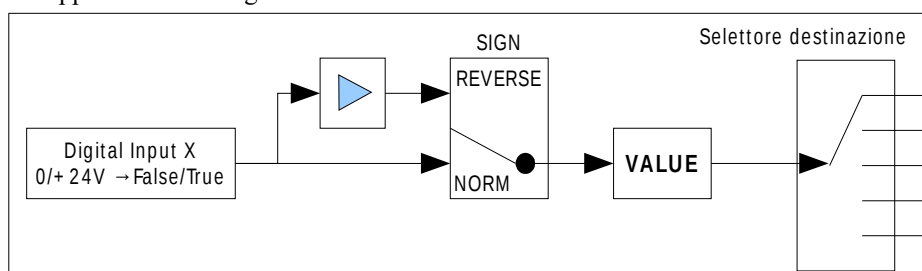 SIGN
Selettore destinazione
REVERSE
Digital Input X
0/+24V →False/True
NORM
VALUE